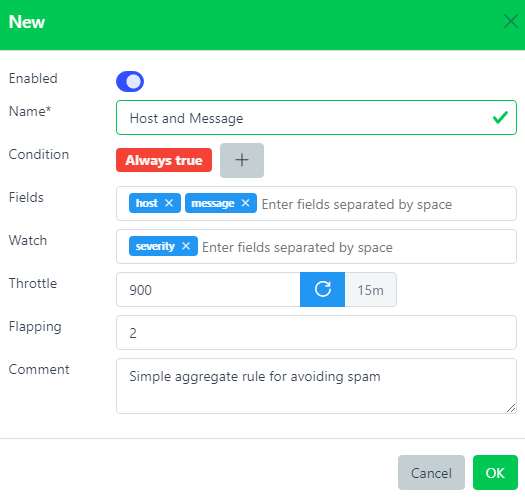 New
Enabled
Name*
Host and Message
Condition
Always true
Fields
host message Enter fields separated by space
Watch
severity Enter fields separated by space
Throttle
900
15m
Flapping
2
Comment
Simple aggregate rule for avoiding spam
Cancel
OK